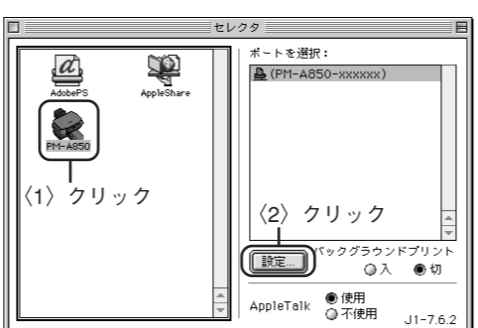 セレクタ
AdobePS
AppleShare
PM-A850
〈1〉クリック
ポートを選択：
(PM-A850-xxxxxx)
〈2〉クリック
設定...
バックグラウンドプリント
入 切
AppleTalk
使用
不使用
J1-7.6.2